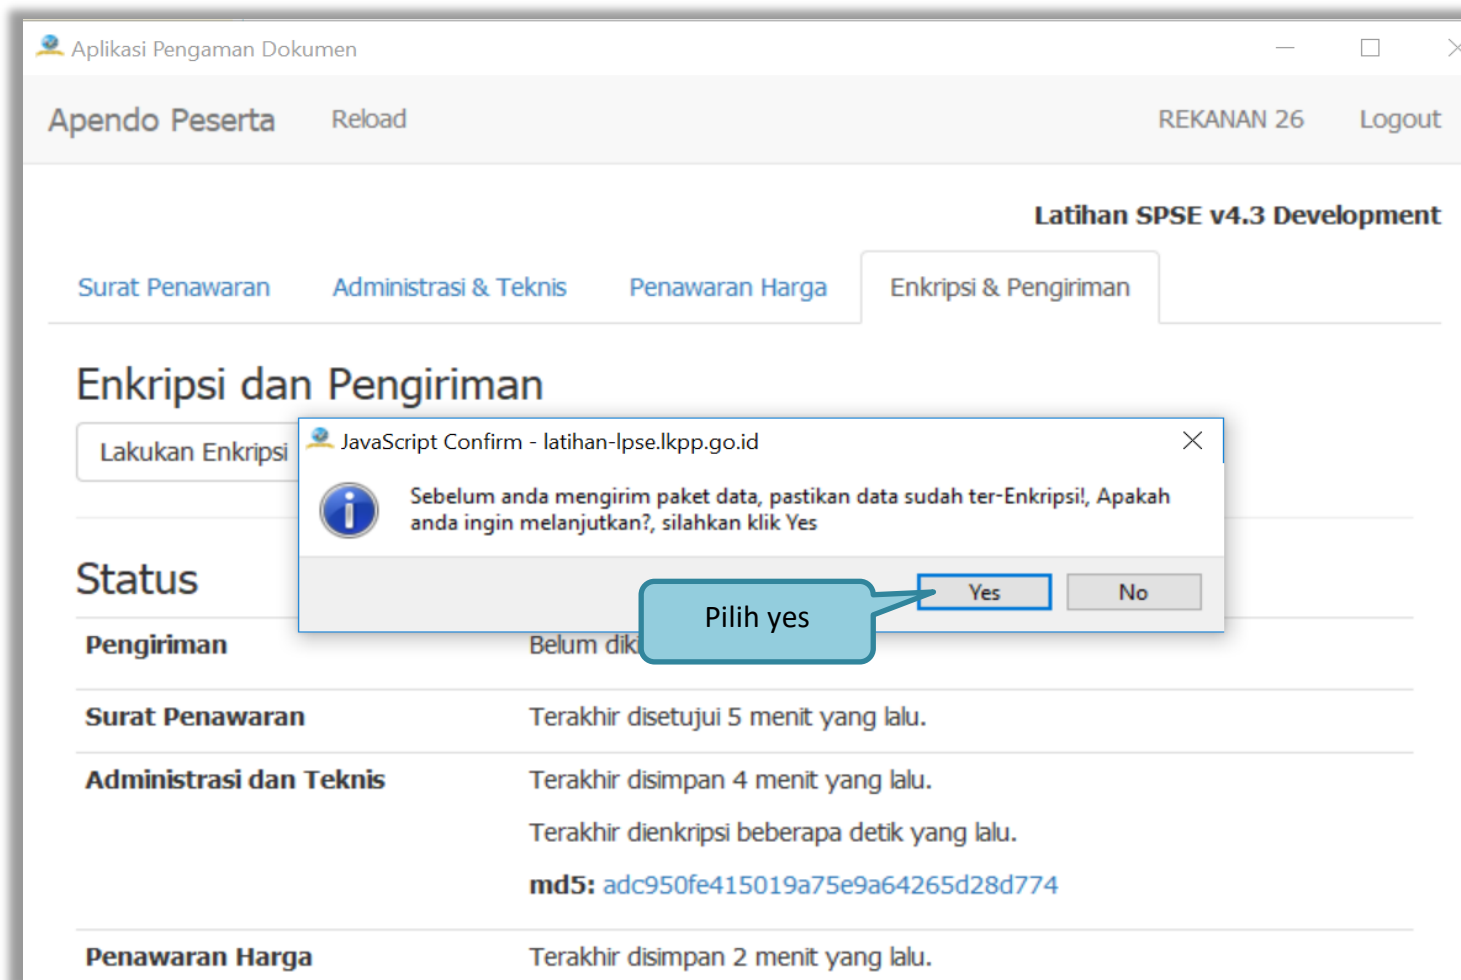 Aplikasi Pengaman Dokumen
Apendo Peserta Reload REKANAN 26 Logout
Latihan SPSE v4.3 Development
Surat Penawaran Administrasi & Teknis Penawaran Harga Enkripsi & Pengiriman
Enkripsi dan Pengiriman
Lakukan Enkripsi
JavaScript Confirm - latihan-lpse.lkpp.go.id
Sebelum anda mengirim paket data, pastikan data sudah ter-Enkripsi!, Apakah
anda ingin melanjutkan?, silahkan klik Yes
Yes No
Pilih yes
Status
Pengiriman Belum
Surat Penawaran Terakhir disetujui 5 menit yang lalu.
Administrasi dan Teknis Terakhir disimpan 4 menit yang lalu.
Terakhir dienkripsi beberapa detik yang lalu.
md5: adc950fe415019a75e9a64265d28d774
Penawaran Harga Terakhir disimpan 2 menit yang lalu.